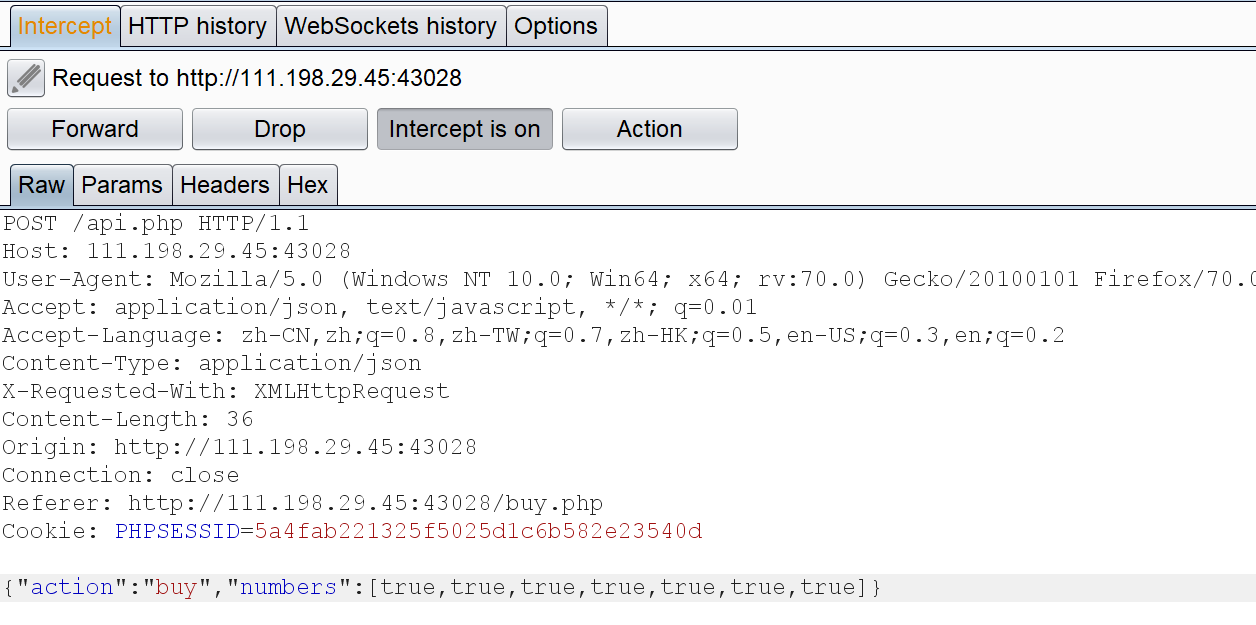 Intercept HTTP history WebSockets history Options
Request to http://111.198.29.45:43028
Forward Drop Intercept is on Action
Raw Params Headers Hex
POST /api.php HTTP/1.1
Host: 111.198.29.45:43028
User-Agent: Mozilla/5.0 (Windows NT 10.0; Win64; x64; rv:70.0) Gecko/20100101 Firefox/70.0
Accept: application/json, text/javascript, */*; q=0.01
Accept-Language: zh-CN,zh;q=0.8,zh-TW;q=0.7,zh-HK;q=0.5,en-US;q=0.3,en;q=0.2
Content-Type: application/json
X-Requested-With: XMLHttpRequest
Content-Length: 36
Origin: http://111.198.29.45:43028
Connection: close
Referer: http://111.198.29.45:43028/buy.php
Cookie: PHPSESSID=5a4fab221325f5025d1c6b582e23540d
{"action":"buy","numbers":[true,true,true,true,true,true,true]}